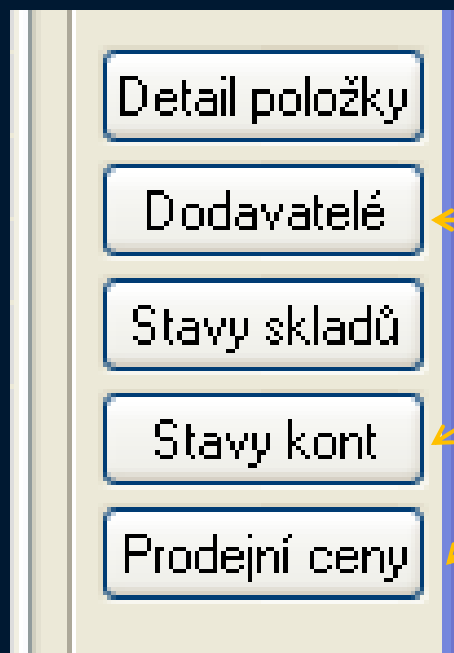 Detail položky
Dodavatelé
Stavy skladů
Stavy kont
Prodejní ceny